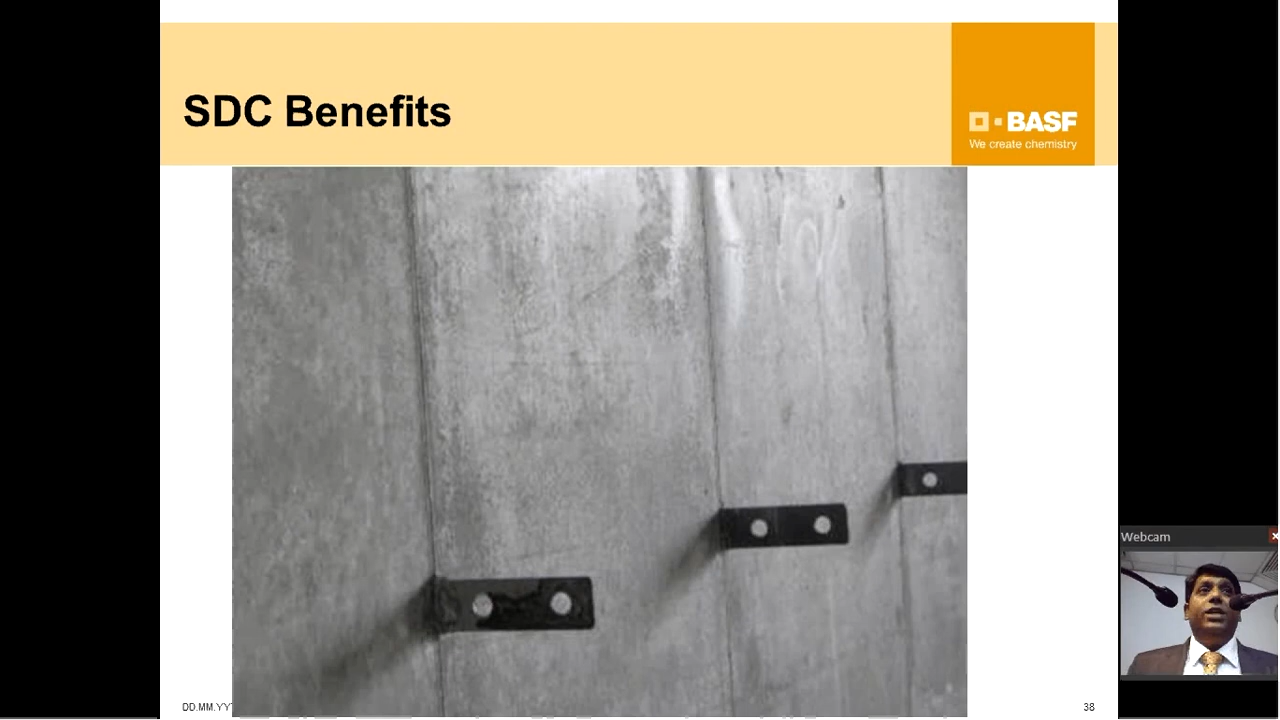 SDC Benefits
BASF
We create chemistry
Webcam
DD.MM.YY
38